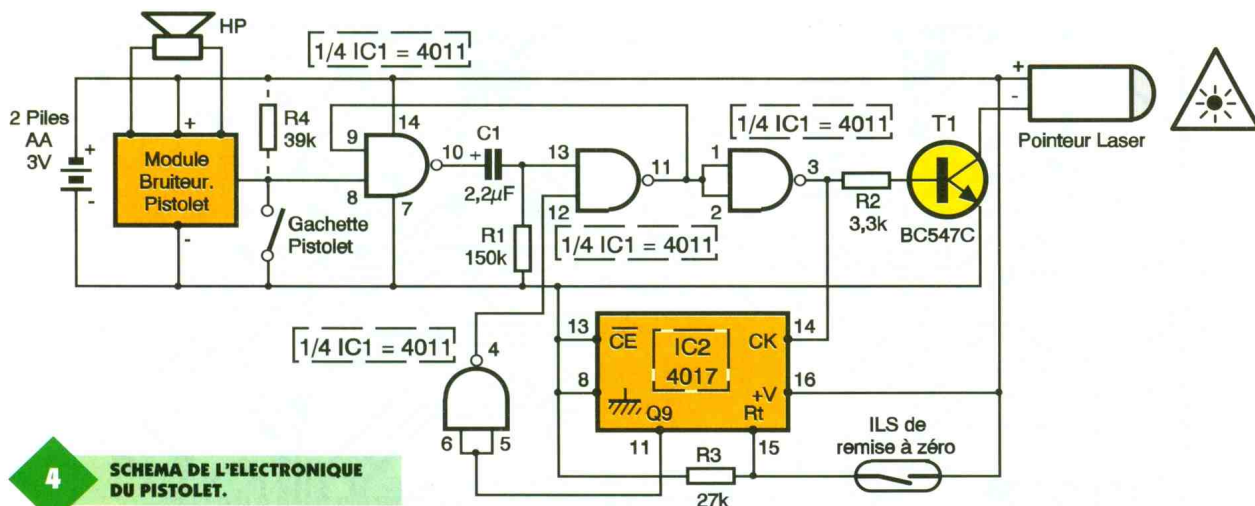 HP
1/4 IC1 = 4011
2 Piles
AA
3V
+
-
+
Module
Bruiteur.
Pistolet
-
R4
39k
Gachette
Pistolet
9
14
8
7
10
C1
+
2,2µF
R1
150k
13
12
11
1/4 IC1 = 4011
1/4 IC1 = 4011
1
2
3
R2
3,3k
T1
BC547C
+
-
Pointeur Laser
1/4 IC1 = 4011
4
6
5
13
CE
8
IC2
4017
CK
14
+V
16
Q9
Rt
11
15
R3
27k
ILS de
remise à zéro
4
SCHEMA DE L'ELECTRONIQUE
DU PISTOLET.